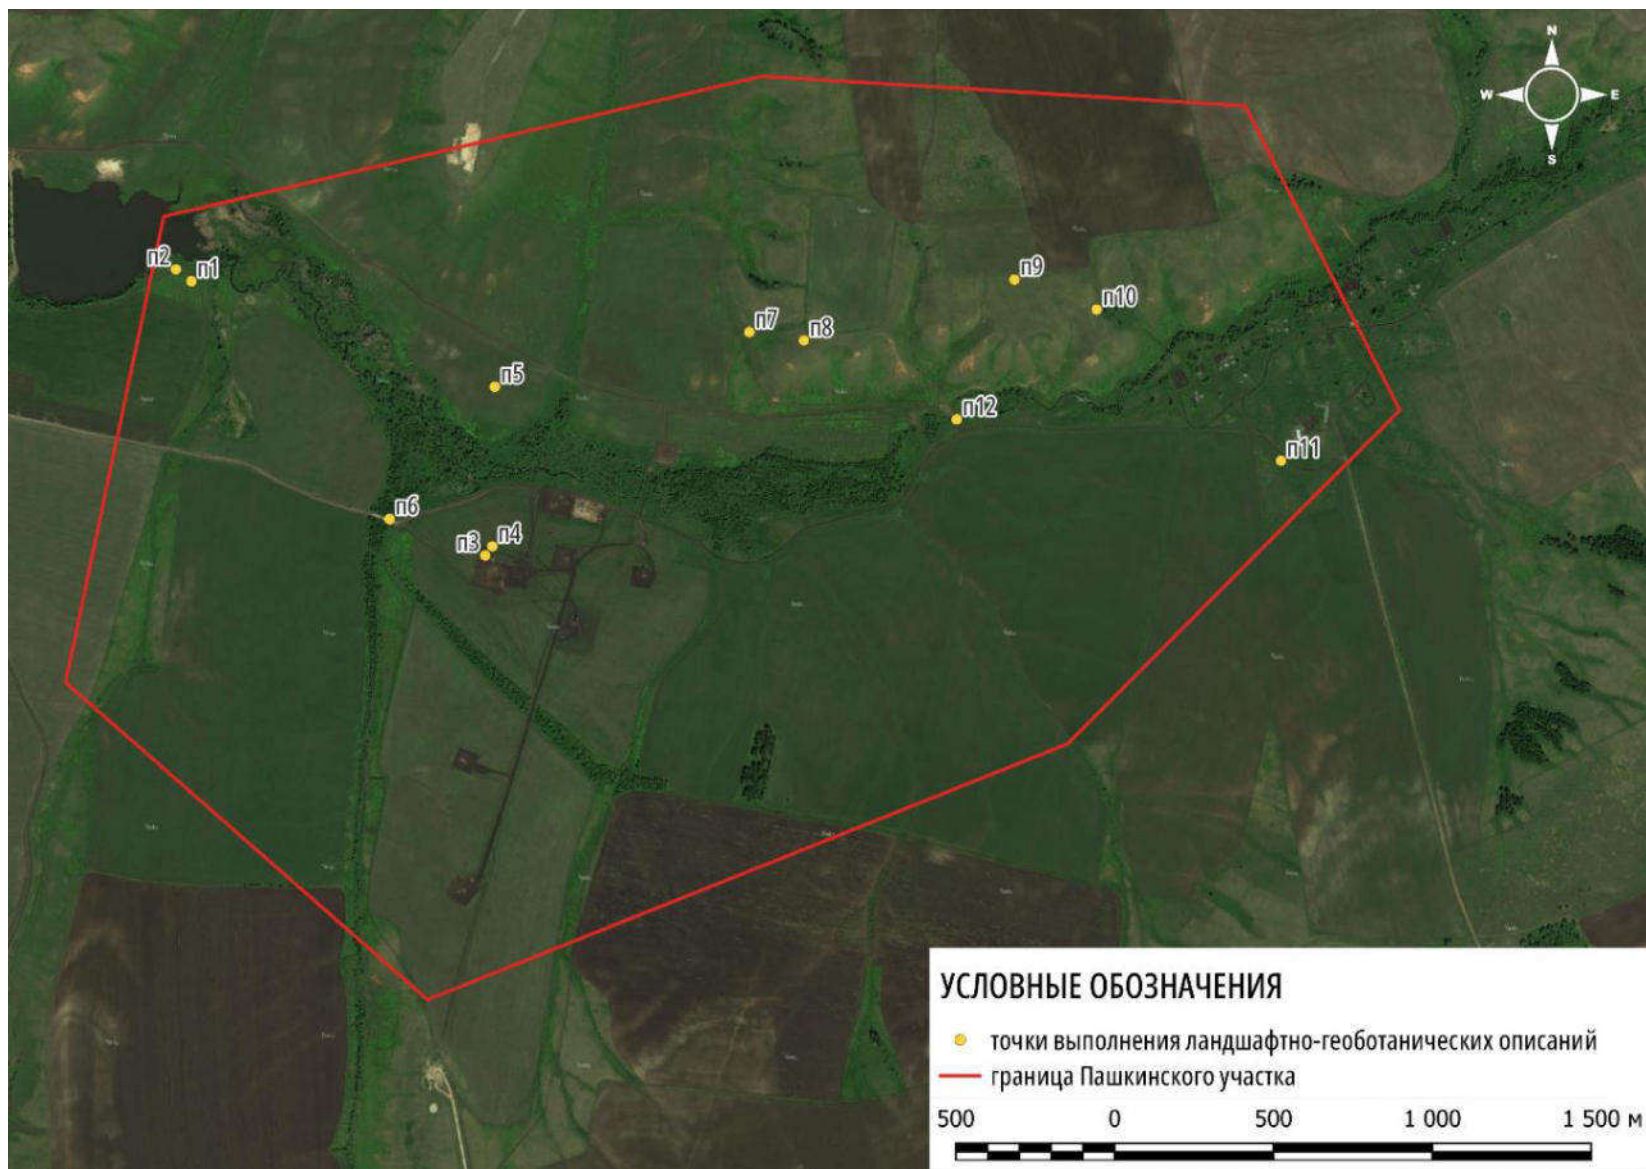 N
W E
S
п2
п1
п9
п10
п7
п8
п5
п12
п11
п6
п4
п3
УСЛОВНЫЕ ОБОЗНАЧЕНИЯ
точки выполнения ландшафтно-геоботанических описаний
граница Пашкинского участка
500 0 500 1 000 1 500 м